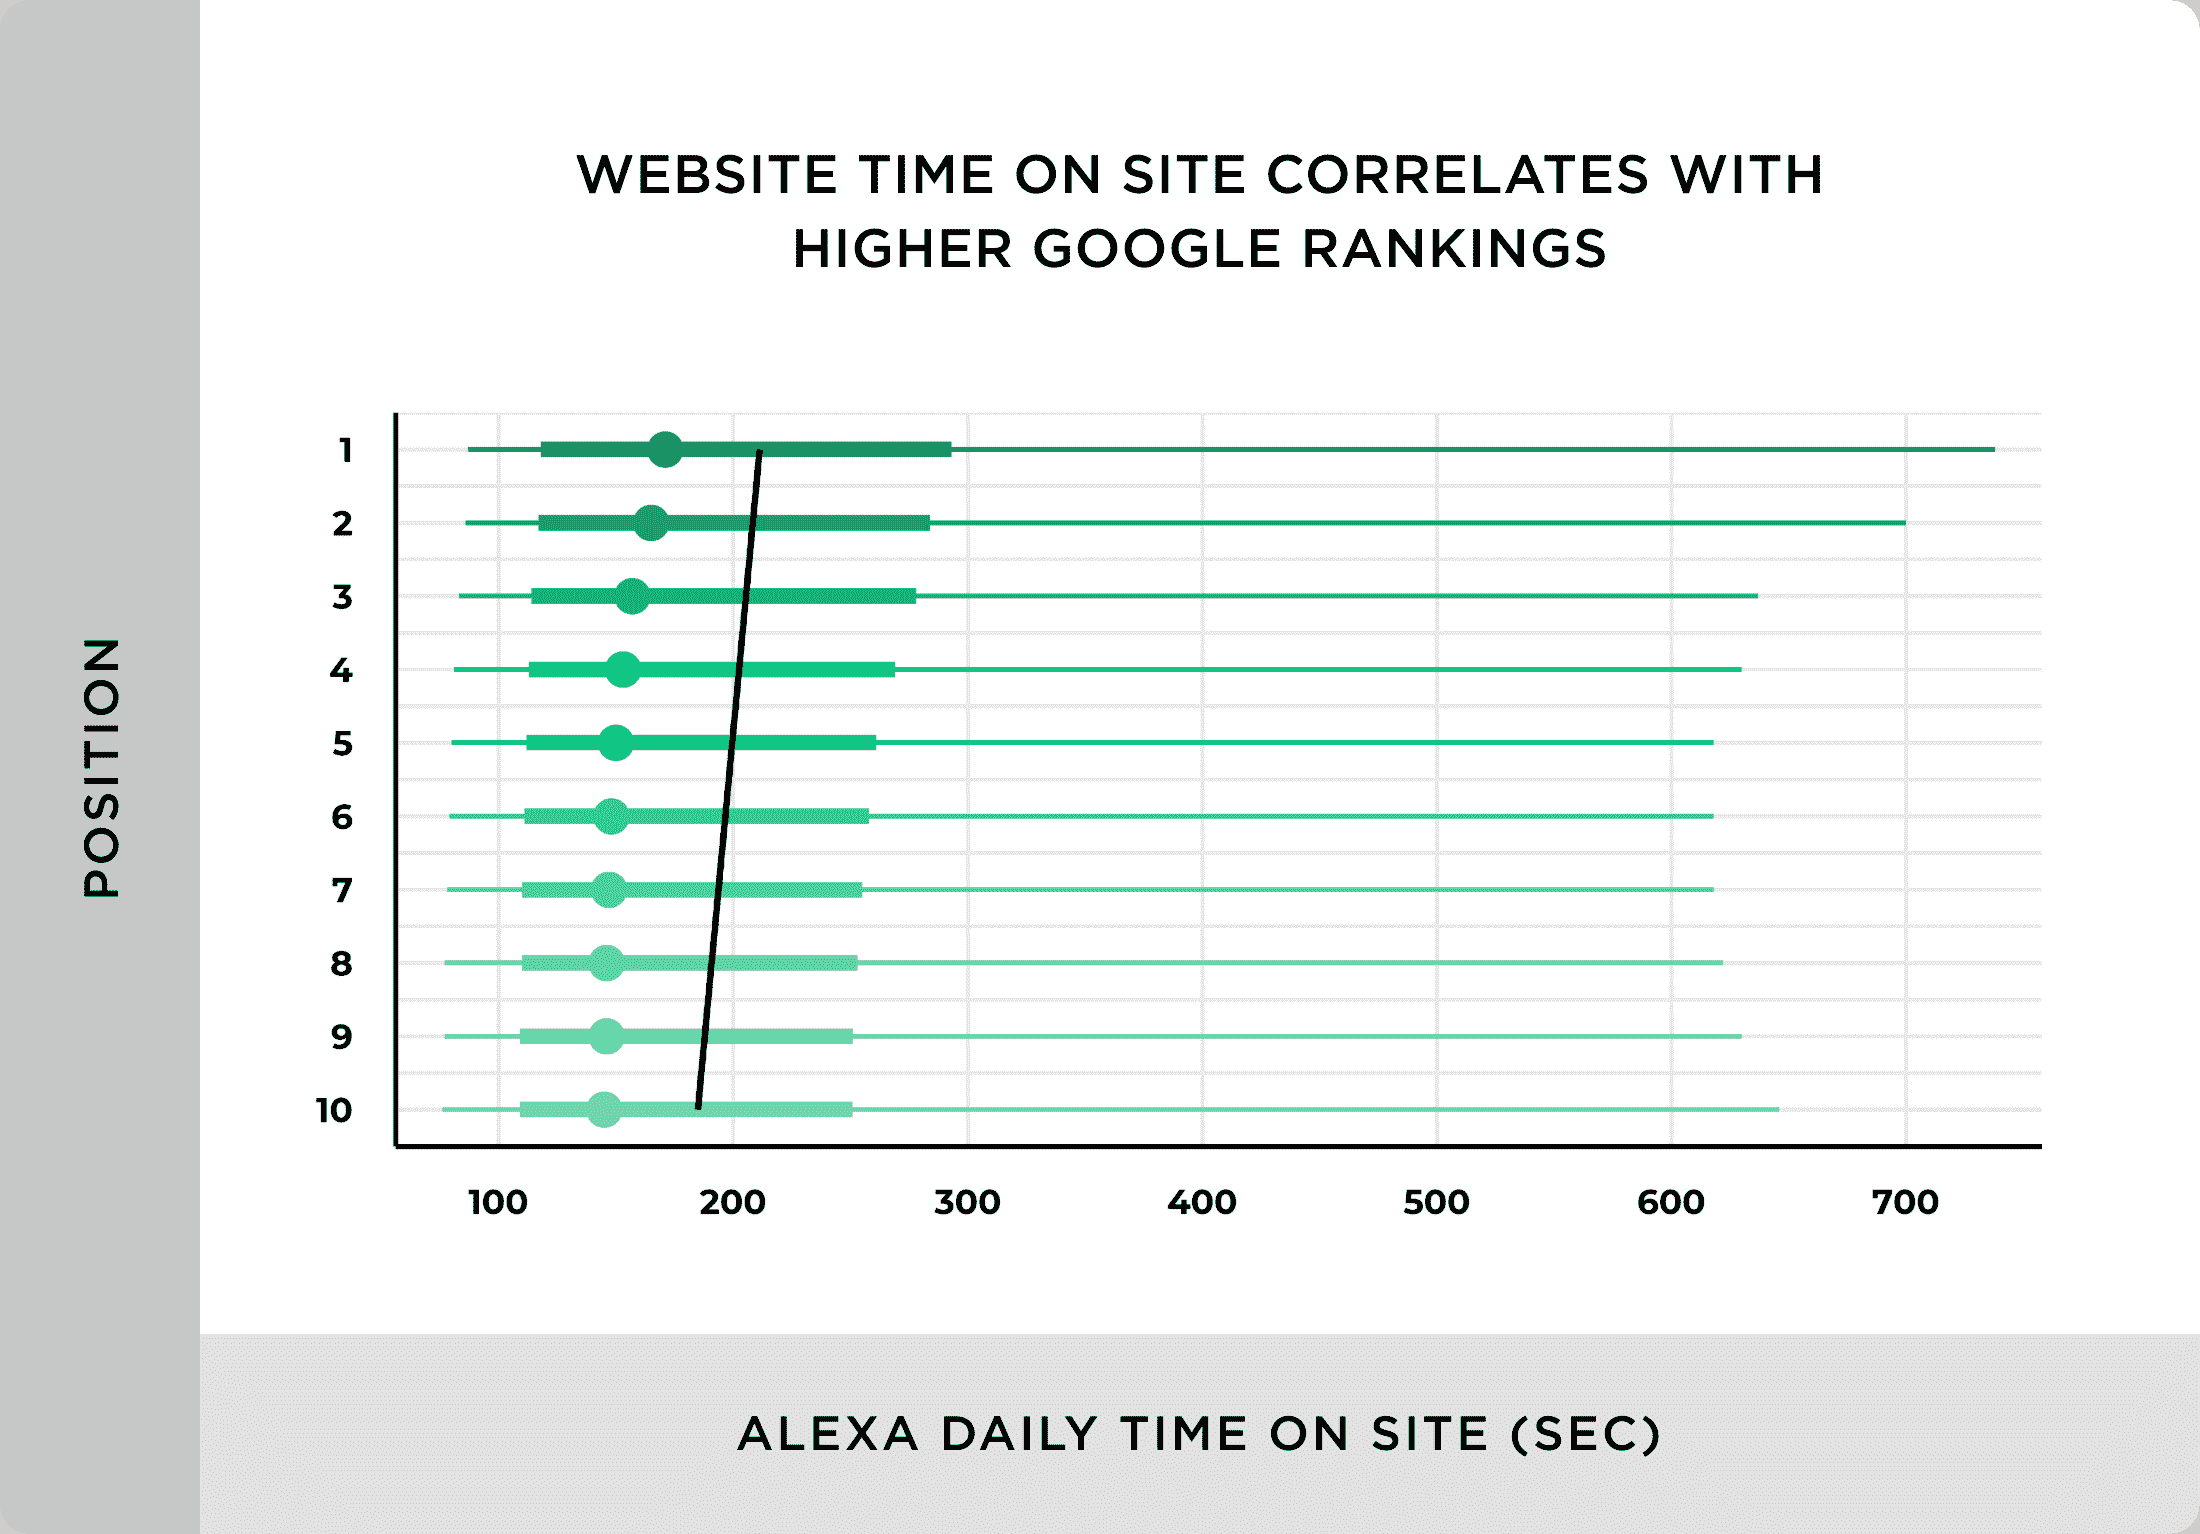 WEBSITE TIME ON SITE CORRELATES WITH
HIGHER GOOGLE RANKINGS
POSITION
1
2
3
4
5
6
7
8
9
10
100 200 300 400 500 600 700
ALEXA DAILY TIME ON SITE (SEC)